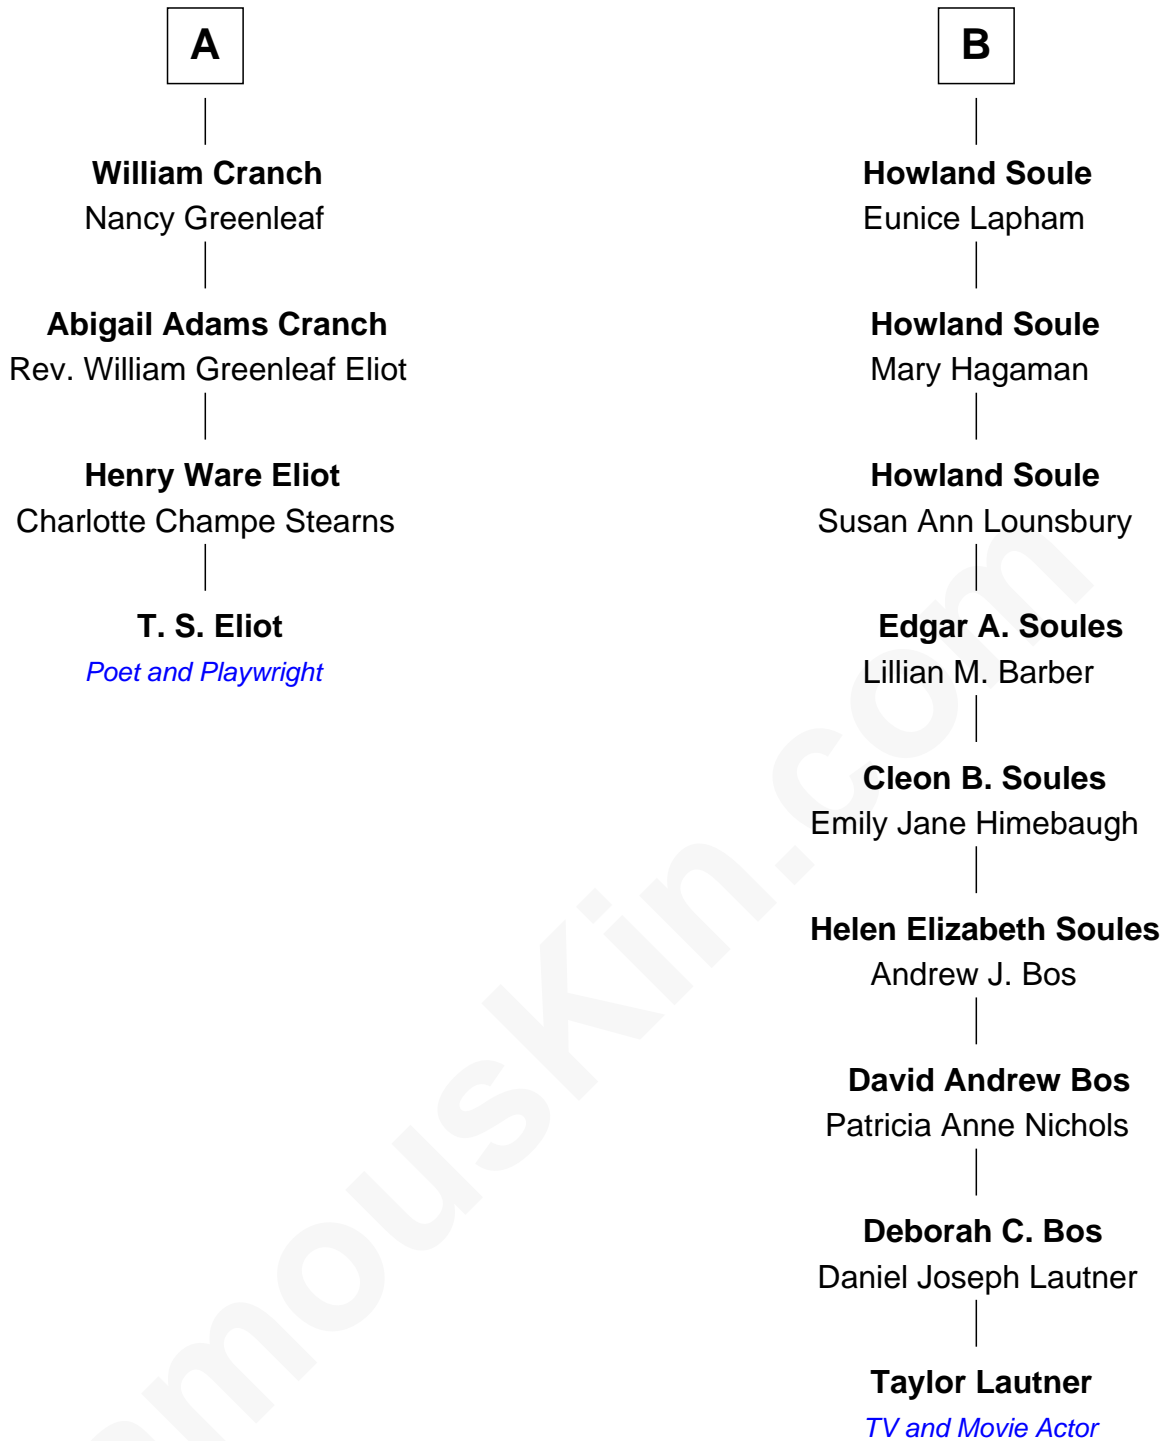 A
William Cranch
Nancy Greenleaf
Abigail Adams Cranch
Rev. William Greenleaf Eliot
Henry Ware Eliot
Charlotte Champe Stearns
T. S. Eliot
Poet and Playwright
B
Howland Soule
Eunice Lapham
Howland Soule
Mary Hagaman
Howland Soule
Susan Ann Lounsbury
Edgar A. Soules
Lillian M. Barber
Cleon B. Soules
Emily Jane Himebaugh
Helen Elizabeth Soules
Andrew J. Bos
David Andrew Bos
Patricia Anne Nichols
Deborah C. Bos
Daniel Joseph Lautner
Taylor Lautner
TV and Movie Actor
amouskin.com